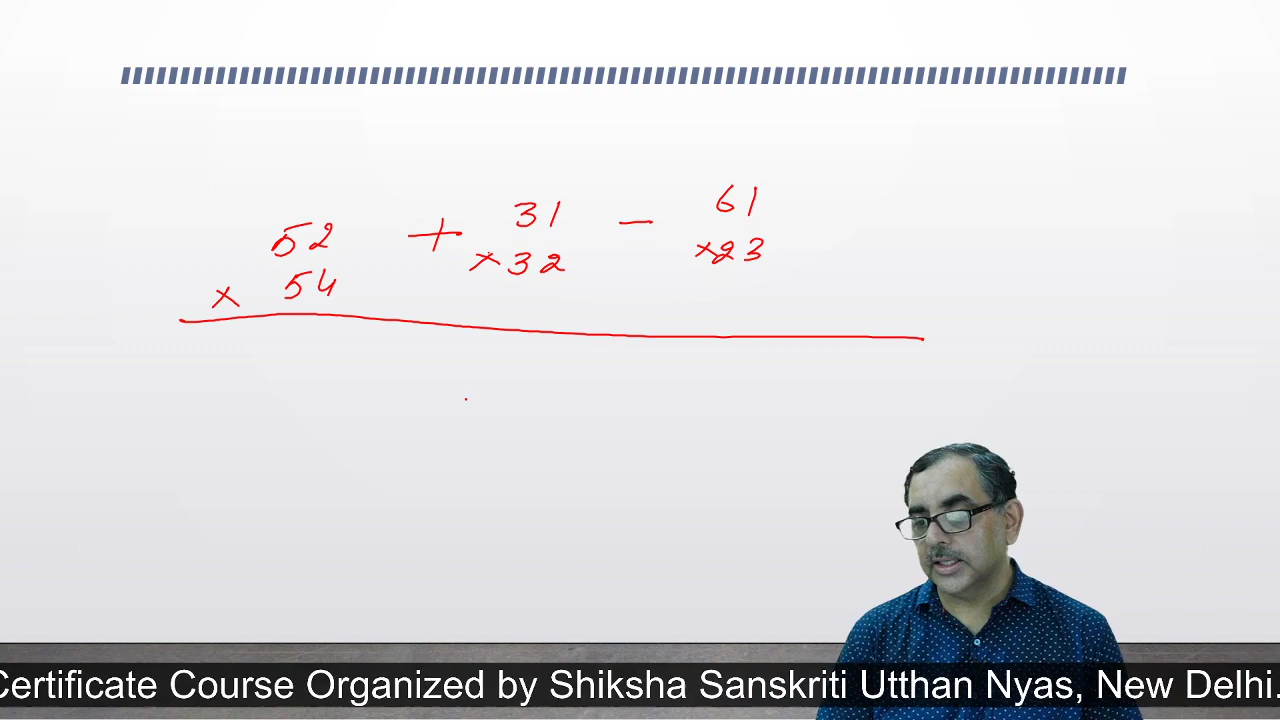 52 + 31 − 61
× 54 × 32 × 23
Certificate Course Organized by Shiksha Sanskriti Utthan Nyas, New Delhi.